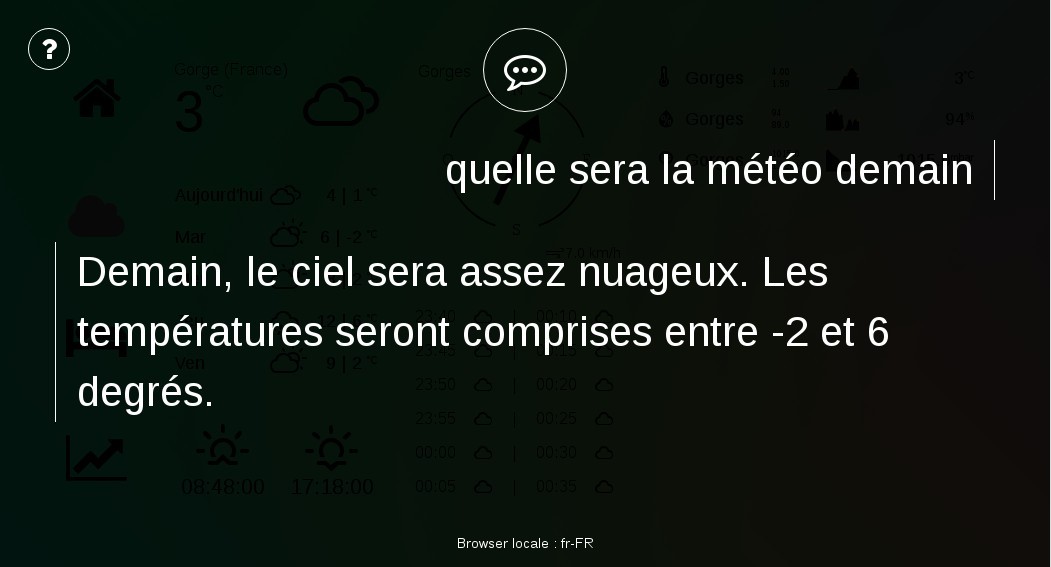 ?
quelle sera la météo demain
Demain, le ciel sera assez nuageux. Les
températures seront comprises entre -2 et 6
degrés.
Gorge (France)
3°C
Aujourd'hui 4 | 1 °C
Mar 6 | -2 °C
Ven 9 | 2 °C
08:48:00 17:18:00
Gorges
S
23:50 | 00:20
23:55 | 00:25
00:00 | 00:30
00:05 | 00:35
Gorges 3°C
Gorges 94%
Browser locale : fr-FR